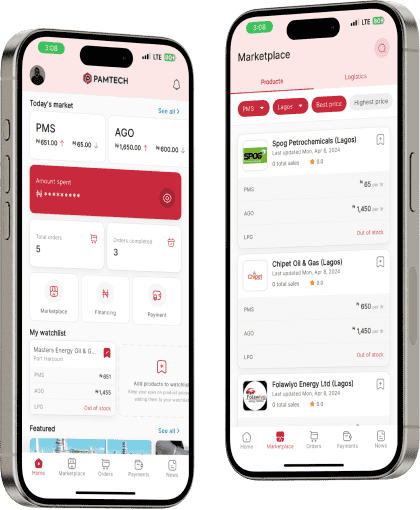 3:08
LTE 80
PAMTECH
Today's market
See all >
PMS
₦651.00 ↑ ₦65.00 ↓
AGO
₦1,650.00 ↑ ₦600.00 ↓
Amount spent
₦ *********
Total orders
5
Orders completed
3
Marketplace
Financing
Payment
My watchlist
Masters Energy Oil & G...
Port Harcourt
PMS ₦651
AGO ₦1,455
LPG Out of stock
Add products to watchlist
Keep your eyes on product
adding them to your watchlist
Featured
See all >
Home
Marketplace
Orders
Payments
News
3:08
LTE 80
Marketplace
Products
Logistics
PMS
Lagos
Best price
Highest price
Spog Petrochemicals (Lagos)
Last updated Mon, Apr 8, 2024
0 total sales 0.0
SPOG
PMS ₦65 per ltr
AGO ₦1,450 per ltr
LPG Out of stock
Chipet Oil & Gas (Lagos)
Last updated Mon, Apr 8, 2024
0 total sales 0.0
Chipet
PMS ₦650 per ltr
AGO ₦1,450 per ltr
LPG Out of stock
Folawiyo Energy Ltd (Lagos)
Last updated Mon, Apr 8, 2024
0 total sales 0.0
Folawiyo
Home
Marketplace
Orders
Payments
News